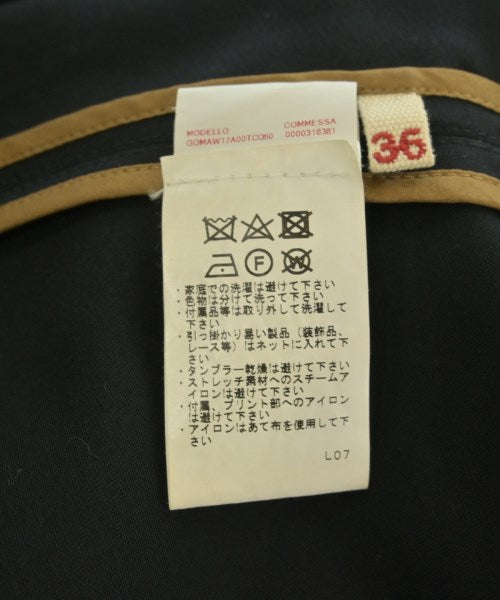 MODELLO COMMESSA
GOMAW17A00TCO50 0000316381
36
・家庭での洗濯は避けて下さい
・色物は分けて洗って下さい
・付属品等は取り外して洗濯して
下さい
・引っ掛かり易い製品（装飾品、
レース等）はネットに入れて下
さい
・タンブラー乾燥は避けて下さい
・ストレッチ素材へのスチームア
イロンは避けて下さい
・付属、プリント部へのアイロン
は避けて下さい
・アイロンはあて布を使用して下
さい
L07